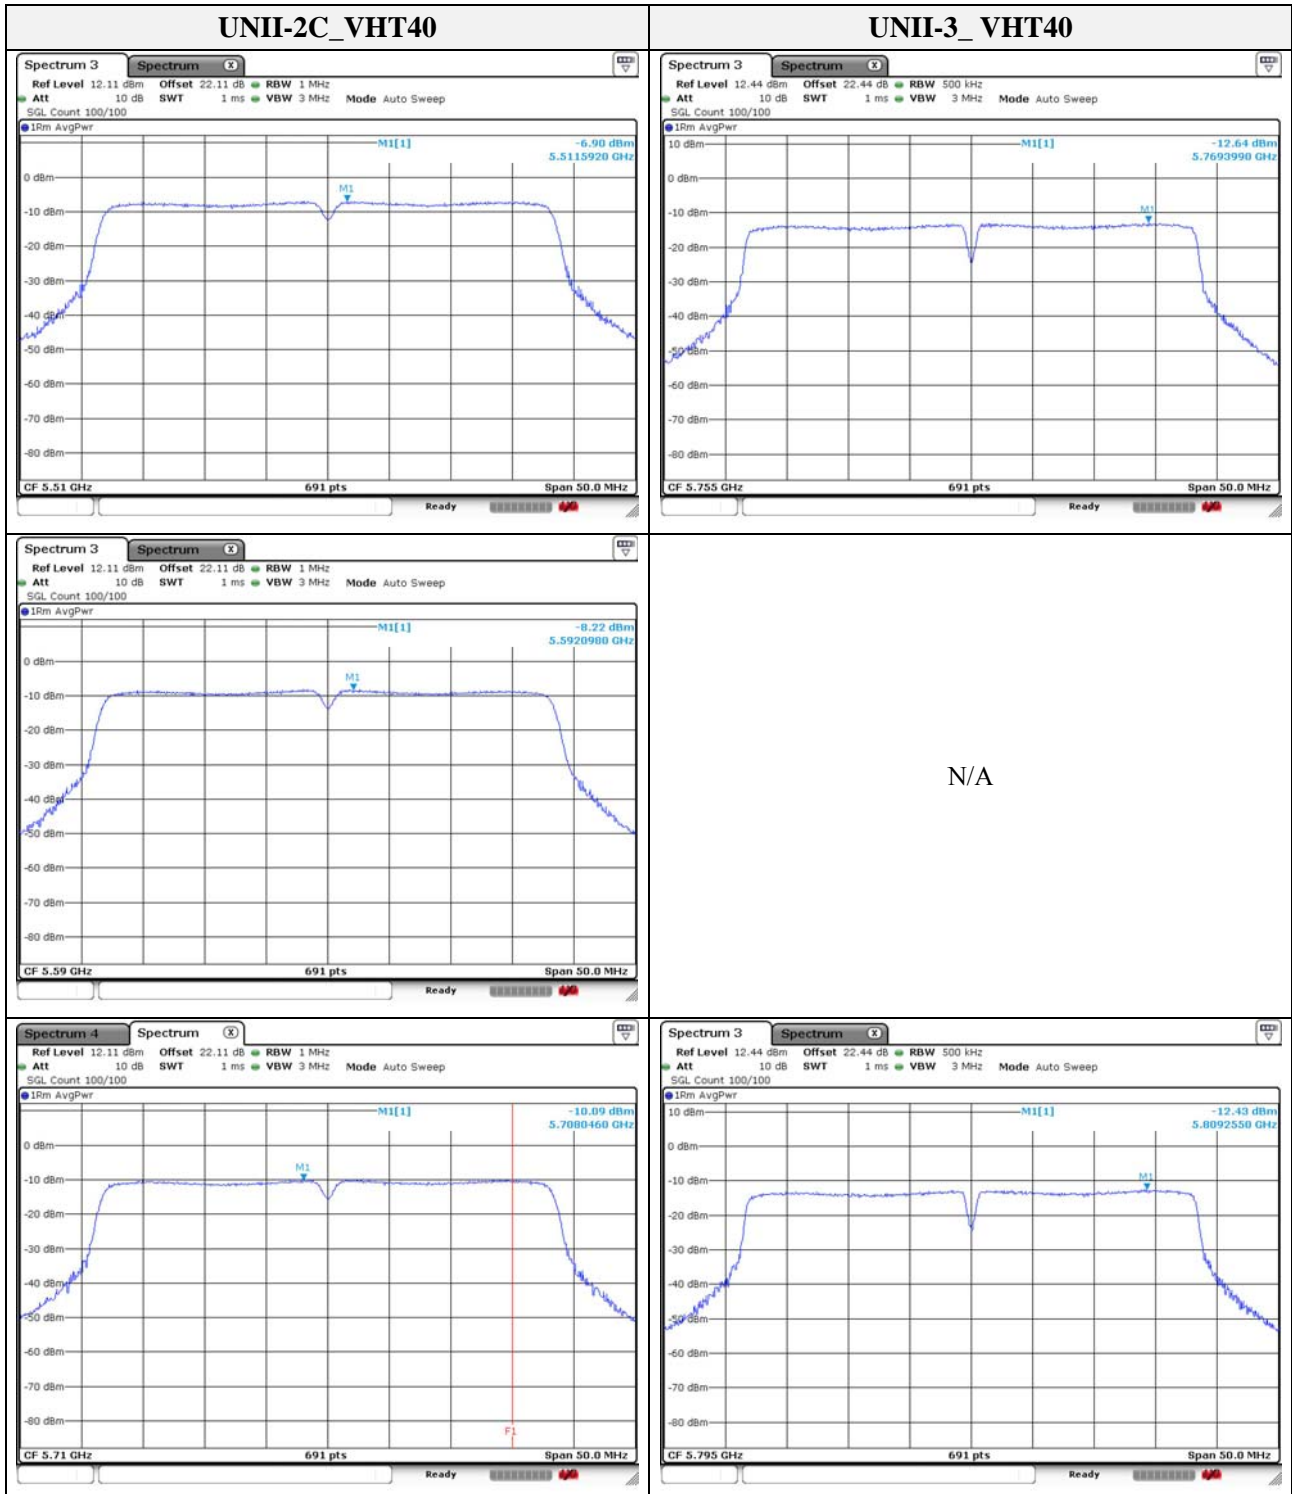 UNII-2C_VHT40
UNII-3_ VHT40
Spectrum 3 Spectrum X
Ref Level 12.11 dBm Offset 22.11 dB RBW 1 MHz
Att 10 dB SWT 1 ms VBW 3 MHz Mode Auto Sweep
SGL Count 100/100
1Rm AvgPwr
M1[1] -6.90 dBm
5.5115920 GHz
M1
0 dBm
-10 dBm
-20 dBm
-30 dBm
-40 dBm
-50 dBm
-60 dBm
-70 dBm
-80 dBm
CF 5.51 GHz 691 pts Span 50.0 MHz
Ready
Spectrum 3 Spectrum X
Ref Level 12.44 dBm Offset 22.44 dB RBW 500 kHz
Att 10 dB SWT 1 ms VBW 3 MHz Mode Auto Sweep
SGL Count 100/100
1Rm AvgPwr
10 dBm
M1[1] -12.64 dBm
5.7693990 GHz
M1
0 dBm
-10 dBm
-20 dBm
-30 dBm
-40 dBm
-50 dBm
-60 dBm
-70 dBm
-80 dBm
CF 5.755 GHz 691 pts Span 50.0 MHz
Ready
Spectrum 3 Spectrum X
Ref Level 12.11 dBm Offset 22.11 dB RBW 1 MHz
Att 10 dB SWT 1 ms VBW 3 MHz Mode Auto Sweep
SGL Count 100/100
1Rm AvgPwr
M1[1] -8.22 dBm
5.5920980 GHz
M1
0 dBm
-10 dBm
-20 dBm
-30 dBm
-40 dBm
-50 dBm
-60 dBm
-70 dBm
-80 dBm
CF 5.59 GHz 691 pts Span 50.0 MHz
Ready
N/A
Spectrum 4 Spectrum X
Ref Level 12.11 dBm Offset 22.11 dB RBW 1 MHz
Att 10 dB SWT 1 ms VBW 3 MHz Mode Auto Sweep
SGL Count 100/100
1Rm AvgPwr
M1[1] -10.09 dBm
5.7080460 GHz
M1
0 dBm
-10 dBm
-20 dBm
-30 dBm
-40 dBm
-50 dBm
-60 dBm
-70 dBm
-80 dBm
F1
CF 5.71 GHz 691 pts Span 50.0 MHz
Ready
Spectrum 3 Spectrum X
Ref Level 12.44 dBm Offset 22.44 dB RBW 500 kHz
Att 10 dB SWT 1 ms VBW 3 MHz Mode Auto Sweep
SGL Count 100/100
1Rm AvgPwr
10 dBm
M1[1] -12.43 dBm
5.8092550 GHz
M1
0 dBm
-10 dBm
-20 dBm
-30 dBm
-40 dBm
-50 dBm
-60 dBm
-70 dBm
-80 dBm
CF 5.795 GHz 691 pts Span 50.0 MHz
Ready